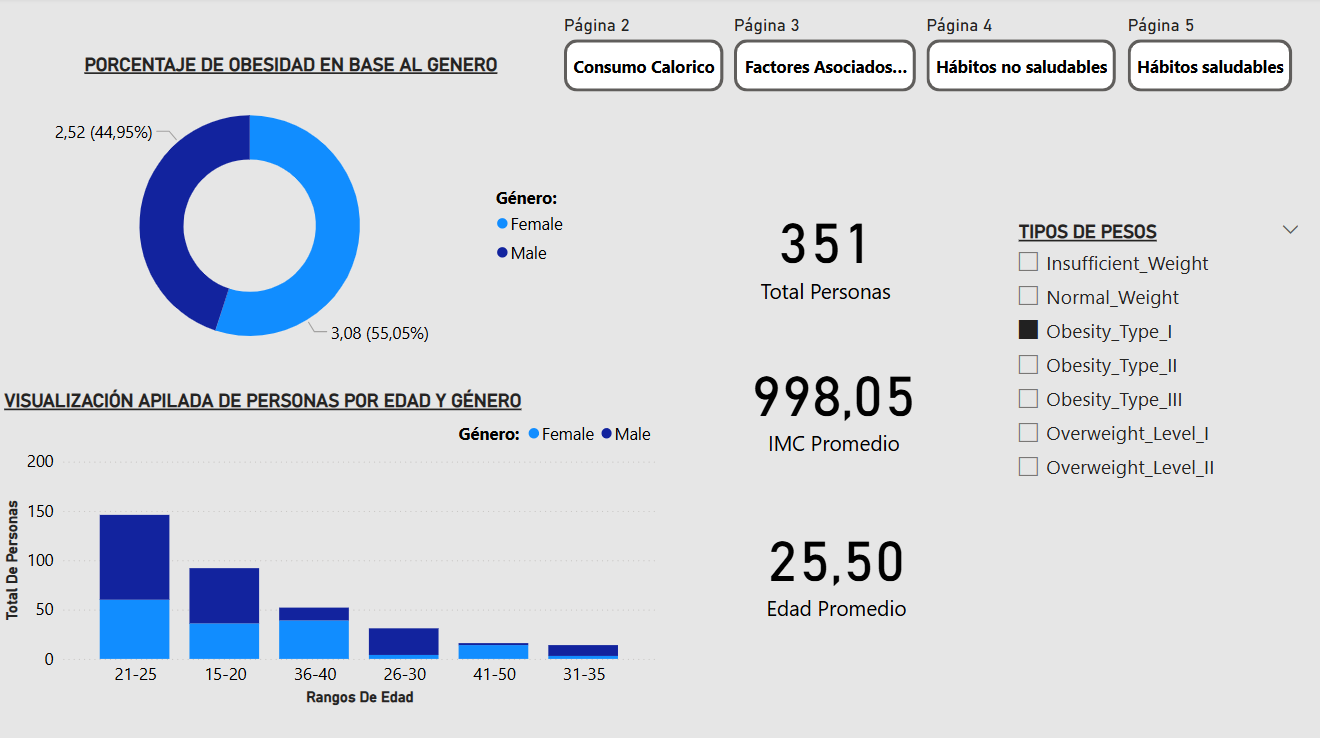 Página 2
Página 3
Página 4
Página 5
Consumo Calorico
Factores Asociados...
Hábitos no saludables
Hábitos saludables
PORCENTAJE DE OBESIDAD EN BASE AL GENERO
2,52 (44,95%)
3,08 (55,05%)
Género:
Female
Male
351
Total Personas
998,05
IMC Promedio
25,50
Edad Promedio
TIPOS DE PESOS
Insufficient_Weight
Normal_Weight
Obesity_Type_I
Obesity_Type_II
Obesity_Type_III
Overweight_Level_I
Overweight_Level_II
VISUALIZACIÓN APILADA DE PERSONAS POR EDAD Y GÉNERO
Género: Female Male
Total De Personas
200
150
100
50
0
21-25 15-20 36-40 26-30 41-50 31-35
Rangos De Edad